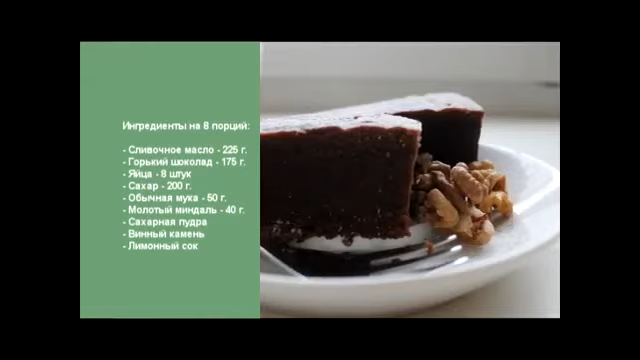 Ингредиенты на 8 порций:
- Сливочное масло - 225 г.
- Горький шоколад - 175 г.
- Яйца - 8 штук
- Сахар - 200 г.
- Обычная мука - 50 г.
- Молотый миндаль - 40 г.
- Сахарная пудра
- Винный камень
- Лимонный сок